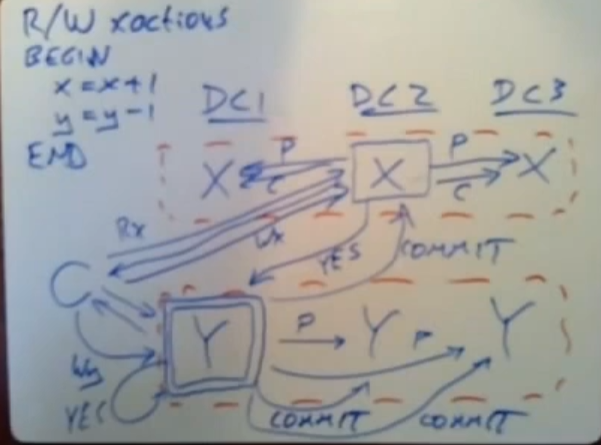 R/W xactions
BEGIN
x = x+1
y = y-1
END
DC1 DC2 DC3
X P C X P C X
Rx
Wx
YES
COMMIT
C
Y P Y P Y
Wy
YES
COMMIT COMMIT